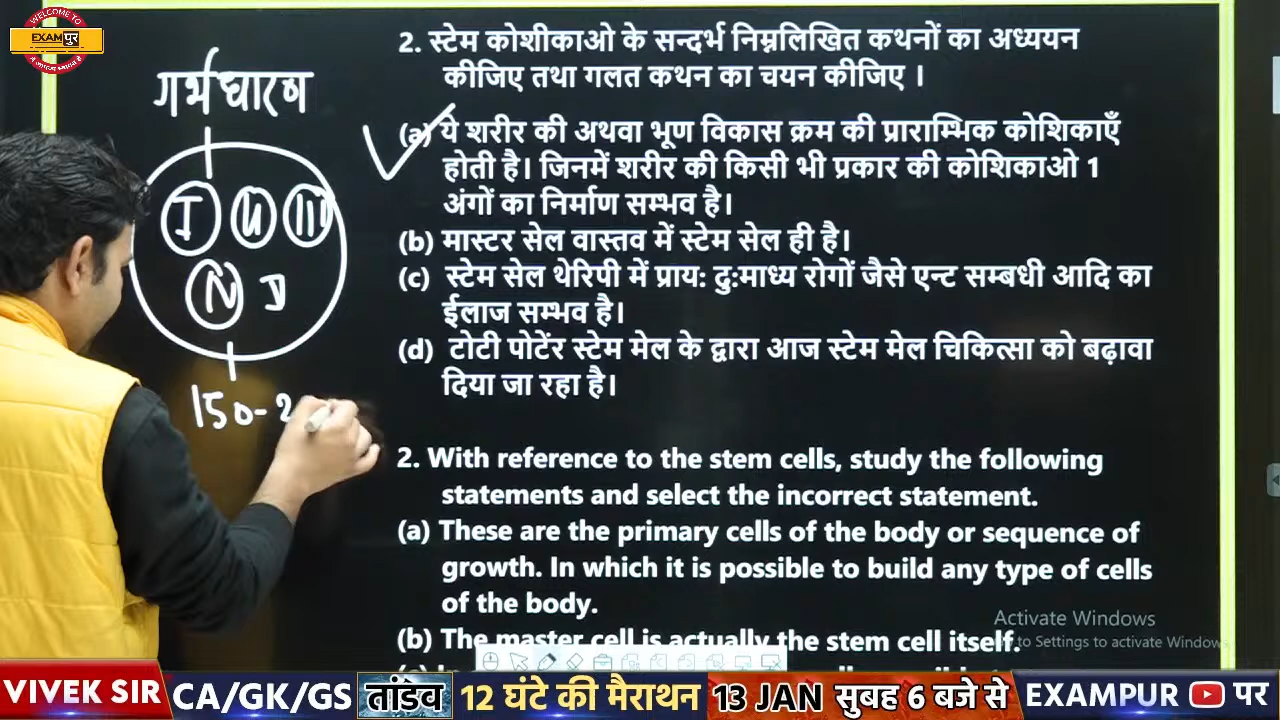 WELCOME TO
EXAMपुर
गर्भधारण
I II III
IV D
150-2
2. स्टेम कोशीकाओ के सन्दर्भ निम्नलिखित कथनों का अध्ययन
कीजिए तथा गलत कथन का चयन कीजिए ।
(a) ये शरीर की अथवा भूण विकास क्रम की प्राराम्भिक कोशिकाएँ
होती है। जिनमें शरीर की किसी भी प्रकार की कोशिकाओ 1
अंगों का निर्माण सम्भव है।
(b) मास्टर सेल वास्तव में स्टेम सेल ही है।
(c) स्टेम सेल थेरिपी में प्राय: दु:माध्य रोगों जैसे एन्ट सम्बधी आदि का
ईलाज सम्भव है।
(d) टोटी पोटेंर स्टेम मेल के द्वारा आज स्टेम मेल चिकित्सा को बढ़ावा
दिया जा रहा है।
2. With reference to the stem cells, study the following
statements and select the incorrect statement.
(a) These are the primary cells of the body or sequence of
growth. In which it is possible to build any type of cells
of the body.
(b) The master cell is actually the stem cell itself.
Activate Windows
to Settings to activate Windows
VIVEK SIR CA/GK/GS तांडव 12 घंटे की मैराथन 13 JAN सुबह 6 बजे से EXAMPUR पर